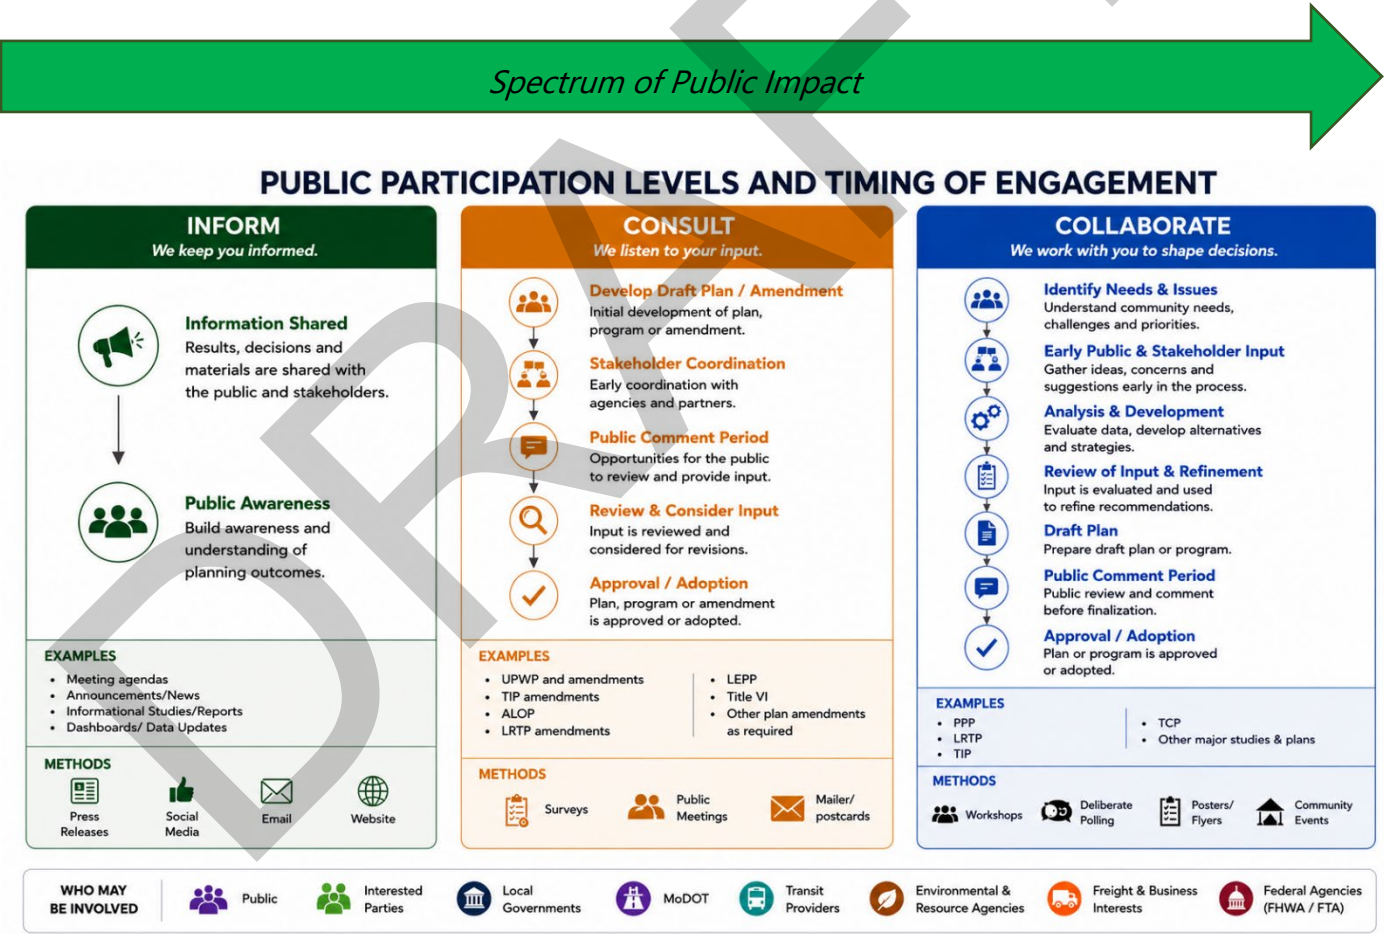 Spectrum of Public Impact
PUBLIC PARTICIPATION LEVELS AND TIMING OF ENGAGEMENT
INFORM
We keep you informed.
Information Shared
Results, decisions and
materials are shared with
the public and stakeholders.
Public Awareness
Build awareness and
understanding of
planning outcomes.
EXAMPLES
• Meeting agendas
• Announcements/News
• Informational Studies/Reports
• Dashboards/ Data Updates
METHODS
Press
Releases
Social
Media
Email
Website
CONSULT
We listen to your input.
Develop Draft Plan / Amendment
Initial development of plan,
program or amendment.
Stakeholder Coordination
Early coordination with
agencies and partners.
Public Comment Period
Opportunities for the public
to review and provide input.
Review & Consider Input
Input is reviewed and
considered for revisions.
Approval / Adoption
Plan, program or amendment
is approved or adopted.
EXAMPLES
• UPWP and amendments
• TIP amendments
• ALOP
• LRTP amendments
• LEPP
• Title VI
• Other plan amendments
as required
METHODS
Surveys
Public
Meetings
Mailer/
postcards
COLLABORATE
We work with you to shape decisions.
Identify Needs & Issues
Understand community needs,
challenges and priorities.
Early Public & Stakeholder Input
Gather ideas, concerns and
suggestions early in the process.
Analysis & Development
Evaluate data, develop alternatives
and strategies.
Review of Input & Refinement
Input is evaluated and used
to refine recommendations.
Draft Plan
Prepare draft plan or program.
Public Comment Period
Public review and comment
before finalization.
Approval / Adoption
Plan or program is approved
or adopted.
EXAMPLES
• PPP
• LRTP
• TIP
• TCP
• Other major studies & plans
METHODS
Workshops
Deliberate
Polling
Posters/
Flyers
Community
Events
WHO MAY
BE INVOLVED
Public
Interested
Parties
Local
Governments
MoDOT
Transit
Providers
Environmental &
Resource Agencies
Freight & Business
Interests
Federal Agencies
(FHWA / FTA)
DRAFT